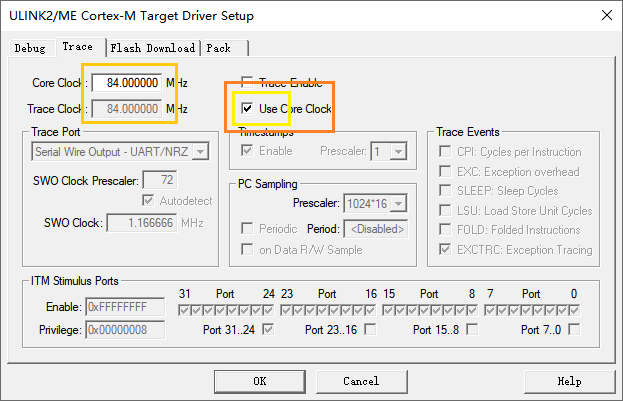 ULINK2/ME Cortex-M Target Driver Setup
Debug Trace Flash Download Pack
Core Clock: 84.000000 MHz Trace Enable
Trace Clock: 84.000000 MHz Use Core Clock
Trace Port Timestamps Trace Events
Serial Wire Output - UART/NRZ Enable Prescaler: 1 CPI: Cycles per Instruction
EXC: Exception overhead
SWO Clock Prescaler: 72 PC Sampling SLEEP: Sleep Cycles
Autodetect Prescaler: 1024*16 LSU: Load Store Unit Cycles
SWO Clock: 1.166666 MHz Periodic Period: <Disabled> FOLD: Folded Instructions
on Data R/W Sample EXCTRC: Exception Tracing
ITM Stimulus Ports
31 Port 24 23 Port 16 15 Port 8 7 Port 0
Enable: 0xFFFFFFFF
Privilege: 0x00000008 Port 31..24 Port 23..16 Port 15..8 Port 7..0
OK Cancel Help